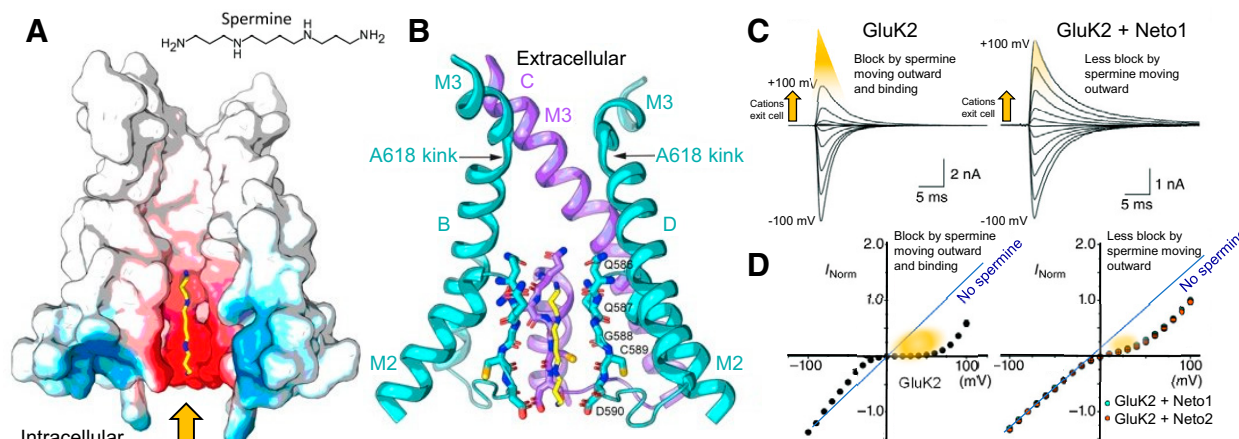 A
Spermine
H₂N
N
H
H
N
NH₂
Intracellular
B
Extracellular
M3
C
M3
M3
A618 kink
A618 kink
B
D
Q586
Q587
G588
C589
D590
M2
M2
C
GluK2
GluK2 + Neto1
+100 mV
Block by spermine
moving outward
and binding
Cations
exit cell
-100 mV
2 nA
5 ms
+100 mV
Less block by
spermine moving
outward
Cations
exit cell
-100 mV
1 nA
5 ms
D
2.0
Block by spermine
moving outward
and binding
INorm
No spermine
1.0
−100
100
(mV)
GluK2
−1.0
2.0
Less block by
spermine moving
outward
INorm
No spermine
1.0
−100
100
(mV)
−1.0
GluK2 + Neto1
GluK2 + Neto2